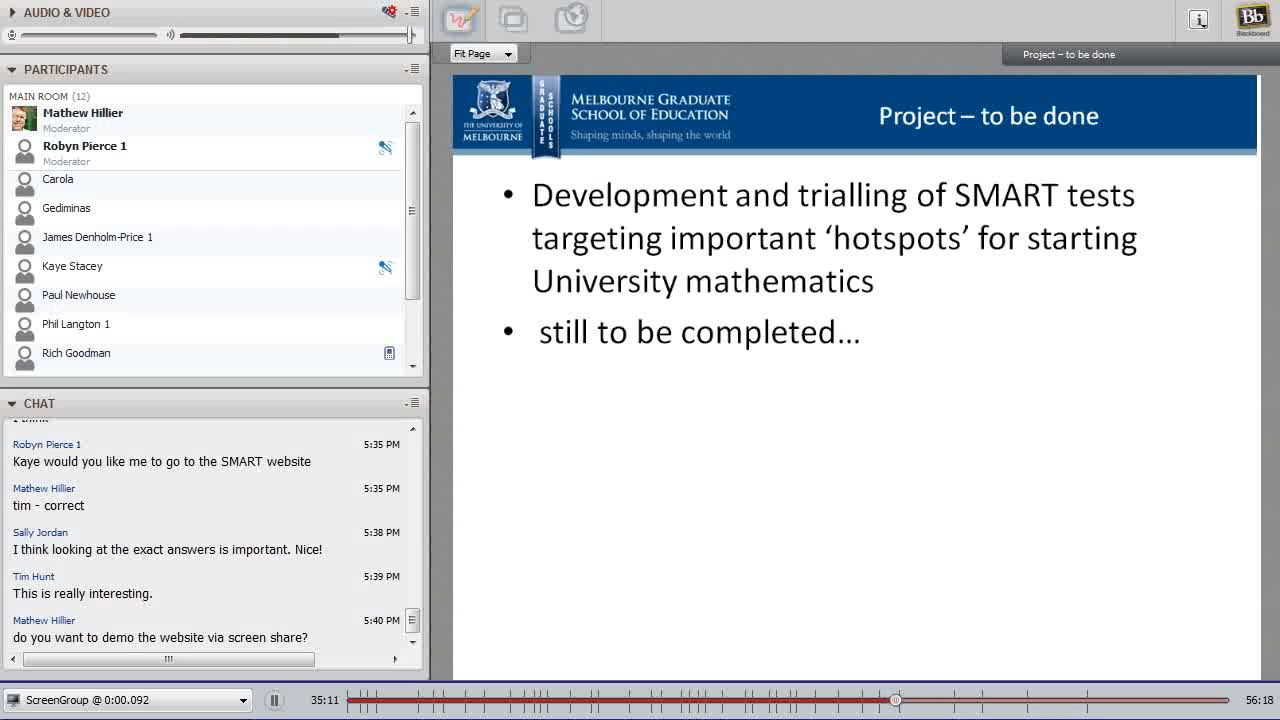 AUDIO & VIDEO
PARTICIPANTS
MAIN ROOM (12)
Mathew Hillier
Moderator
Robyn Pierce 1
Moderator
Carola
Gediminas
James Denholm-Price 1
Kaye Stacey
Paul Newhouse
Phil Langton 1
Rich Goodman
CHAT
I think
Robyn Pierce 1 5:35 PM
Kaye would you like me to go to the SMART website
Mathew Hillier 5:35 PM
tim - correct
Sally Jordan 5:38 PM
I think looking at the exact answers is important. Nice!
Tim Hunt 5:39 PM
This is really interesting.
Mathew Hillier 5:40 PM
do you want to demo the website via screen share?
Bb
Blackboard
Fit Page
Project – to be done
THE UNIVERSITY OF
MELBOURNE
GRADUATE
SCHOOLS
MELBOURNE GRADUATE
SCHOOL OF EDUCATION
Shaping minds, shaping the world
Project – to be done
• Development and trialling of SMART tests
targeting important ‘hotspots’ for starting
University mathematics
• still to be completed…
ScreenGroup @ 0:00.092
35:11
56:18